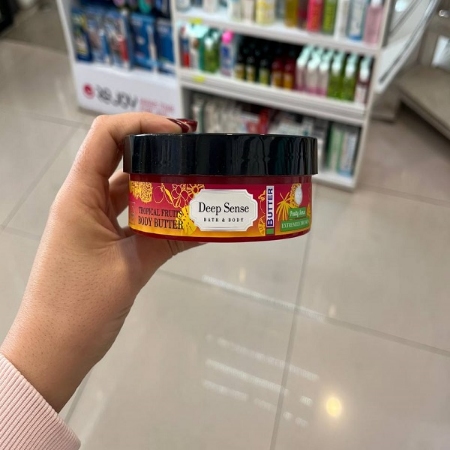 TROPICAL FRUIT
BODY BUTTER
Deep Sense
BATH & BODY
BUTTER